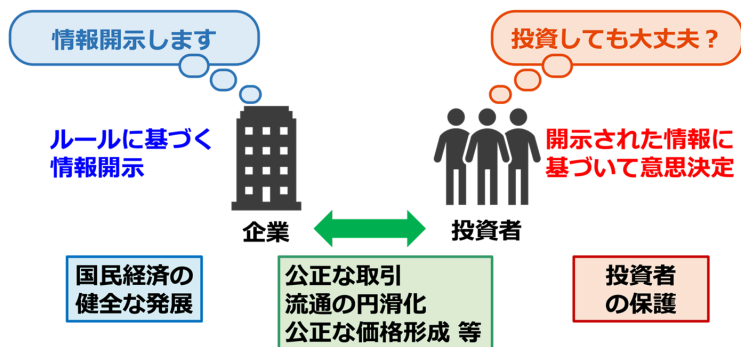 情報開示します
投資しても大丈夫？
ルールに基づく
情報開示
開示された情報に
基づいて意思決定
企業
投資者
国民経済の
健全な発展
公正な取引
流通の円滑化
公正な価格形成 等
投資者
の保護